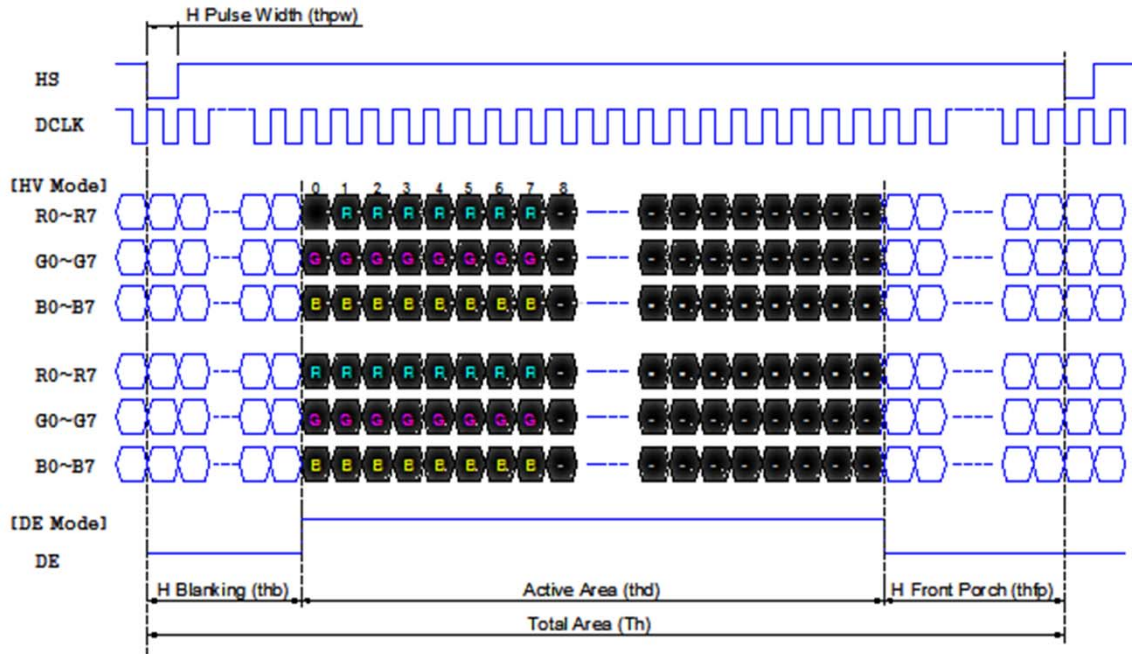 H Pulse Width (thpw)
HS
DCLK
[HV Mode]
0 1 2 3 4 5 6 7 8
R0~R7 R R R R R R R - - - - - - - - -
G0~G7 G G G G G G G G - - - - - - - - -
B0~B7 B B B B B B B B - - - - - - - - -
R0~R7 R R R R R R R R - - - - - - - - -
G0~G7 G G G G G G G G - - - - - - - - -
B0~B7 B B B B B B B B - - - - - - - - -
[DE Mode]
DE
H Blanking (thb) Active Area (thd) H Front Porch (thfp)
Total Area (Th)